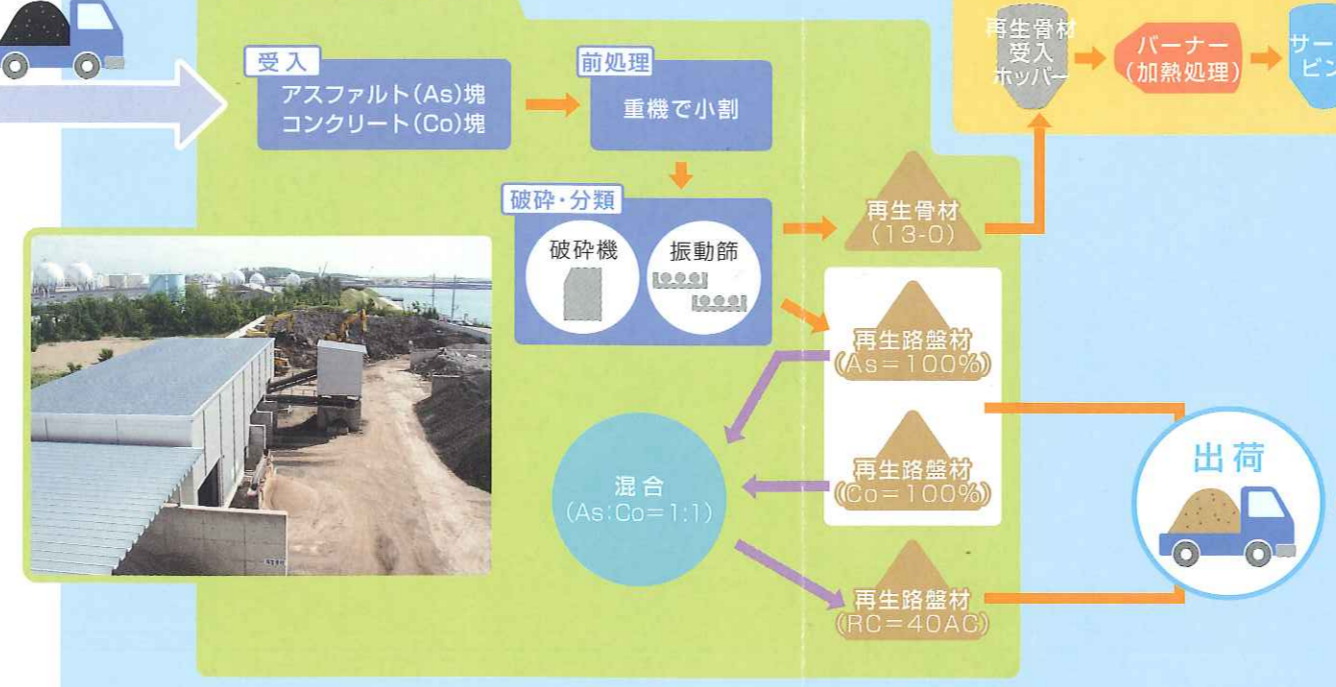 受入
アスファルト(As)塊
コンクリート(Co)塊
前処理
重機で小割
破砕・分類
破砕機
振動篩
再生骨材
(13-0)
再生骨材
受入
ホッパー
バーナー
(加熱処理)
サー
ビン
再生路盤材
(As=100%)
再生路盤材
(Co=100%)
混合
(As:Co=1:1)
再生路盤材
(RC=40AC)
出荷